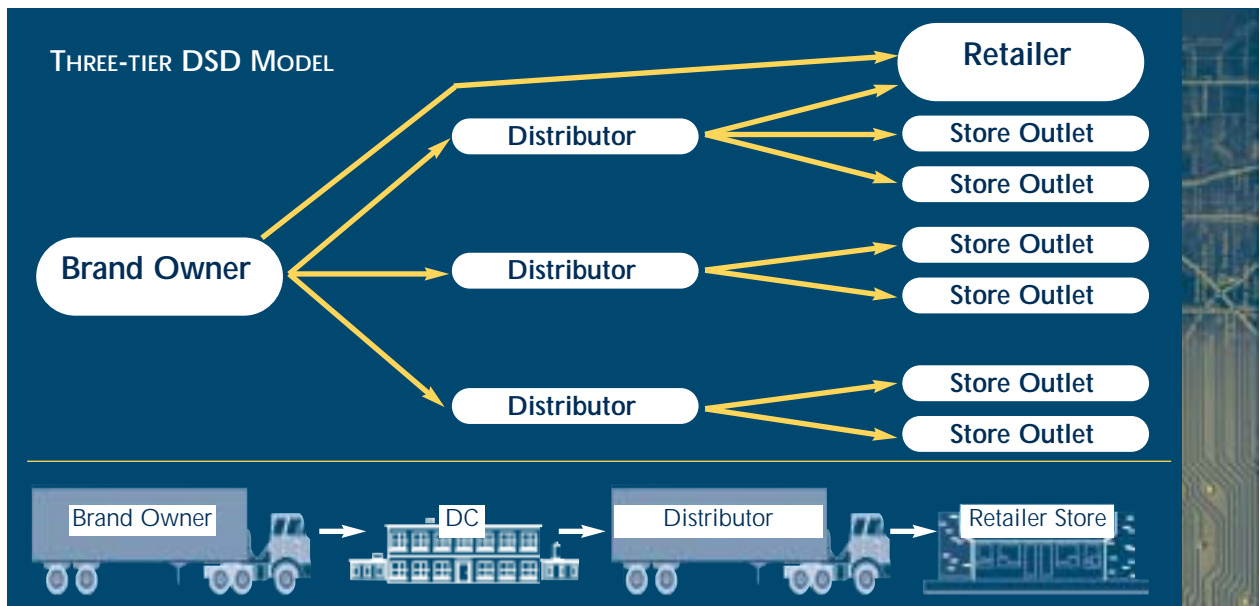 THREE-TIER DSD MODEL
Retailer
Distributor
Store Outlet
Store Outlet
Brand Owner
Distributor
Store Outlet
Store Outlet
Distributor
Store Outlet
Store Outlet
Brand Owner
DC
Distributor
Retailer Store